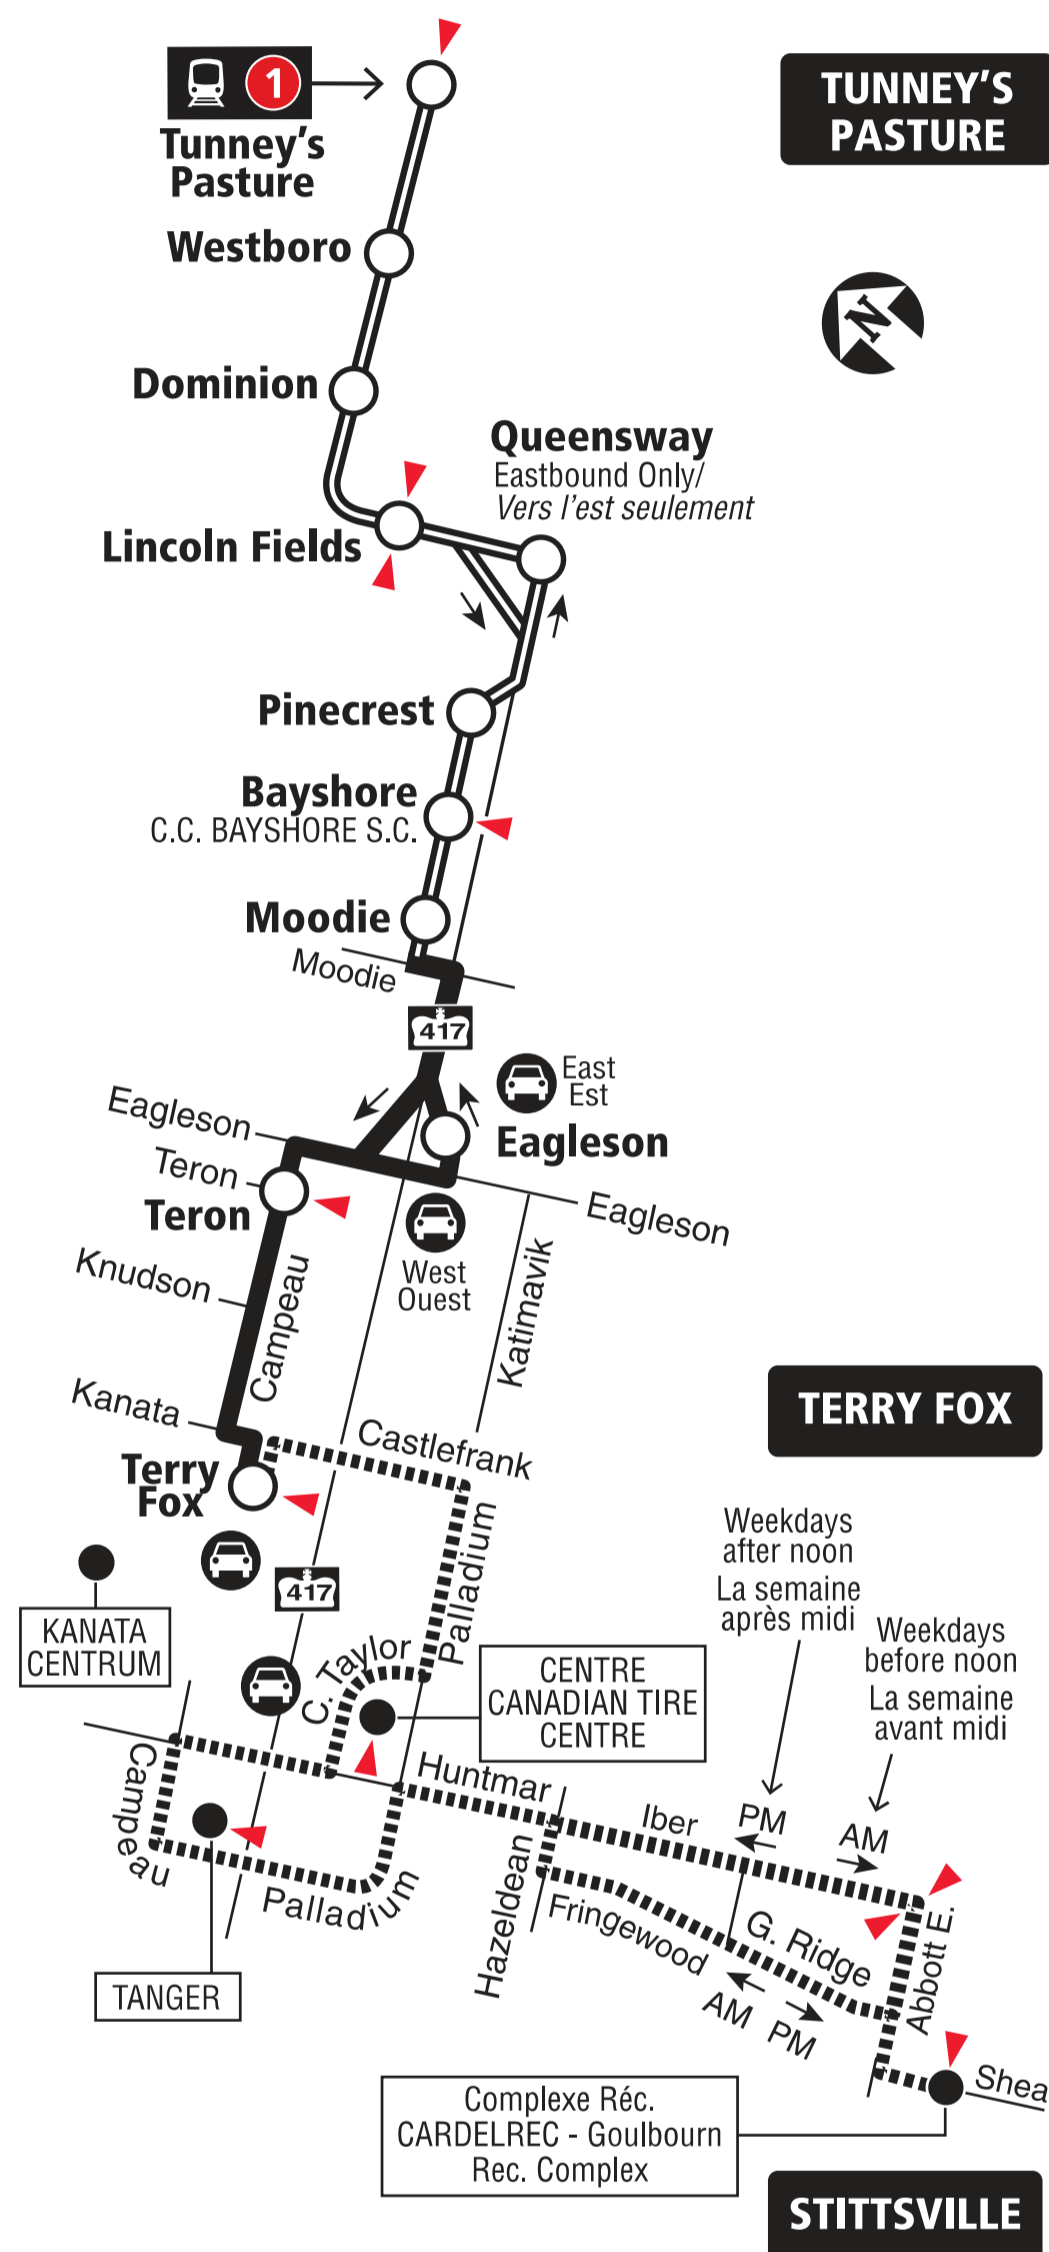 1
Tunney's
Pasture
TUNNEY'S
PASTURE
Westboro
N
Dominion
Queensway
Eastbound Only/
Vers l'est seulement
Lincoln Fields
Pinecrest
Bayshore
C.C. BAYSHORE S.C.
Moodie
Moodie
417
East
Est
Eagleson
Eagleson
Teron
Teron
Eagleson
West
Ouest
Knudson
Campeau
Katimavik
Kanata
Castlefrank
TERRY FOX
Terry
Fox
Palladium
417
Weekdays
after noon
La semaine
après midi
Weekdays
before noon
La semaine
avant midi
KANATA
CENTRUM
C. Taylor
CENTRE
CANADIAN TIRE
CENTRE
Campeau
Huntmar
Iber
PM
AM
Palladium
Hazeldean
Fringewood
G. Ridge
Abbott E.
AM
PM
TANGER
Shea
Complexe Réc.
CARDELREC - Goulbourn
Rec. Complex
STITTSVILLE